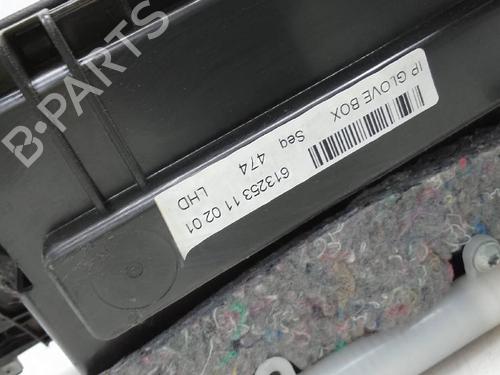 IP GLOVE BOX
Seq 474
613253 11 02 01
LHD
B-PARTS